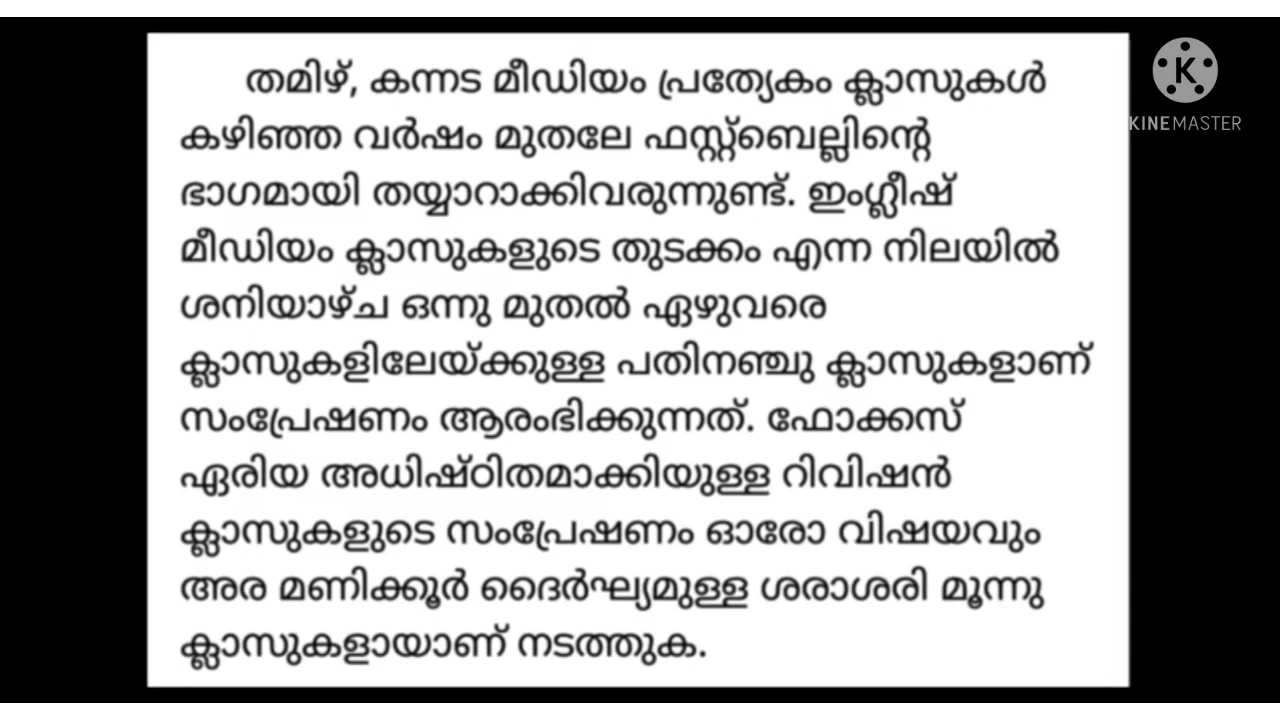 തമിഴ്, കന്നട മീഡിയം പ്രത്യേകം ക്ലാസുകൾ
കഴിഞ്ഞ വർഷം മുതലേ ഫസ്റ്റ്ബെല്ലിന്റെ
ഭാഗമായി തയ്യാറാക്കിവരുന്നുണ്ട്. ഇംഗ്ലീഷ്
മീഡിയം ക്ലാസുകളുടെ തുടക്കം എന്ന നിലയിൽ
ശനിയാഴ്ച ഒന്നു മുതൽ ഏഴുവരെ
ക്ലാസുകളിലേയ്ക്കുള്ള പതിനഞ്ചു ക്ലാസുകളാണ്
സംപ്രേഷണം ആരംഭിക്കുന്നത്. ഫോക്കസ്
ഏരിയ അധിഷ്ഠിതമാക്കിയുള്ള റിവിഷൻ
ക്ലാസുകളുടെ സംപ്രേഷണം ഓരോ വിഷയവും
അര മണിക്കൂർ ദൈർഘ്യമുള്ള ശരാശരി മൂന്നു
ക്ലാസുകളായാണ് നടത്തുക.
K
KINEMASTER